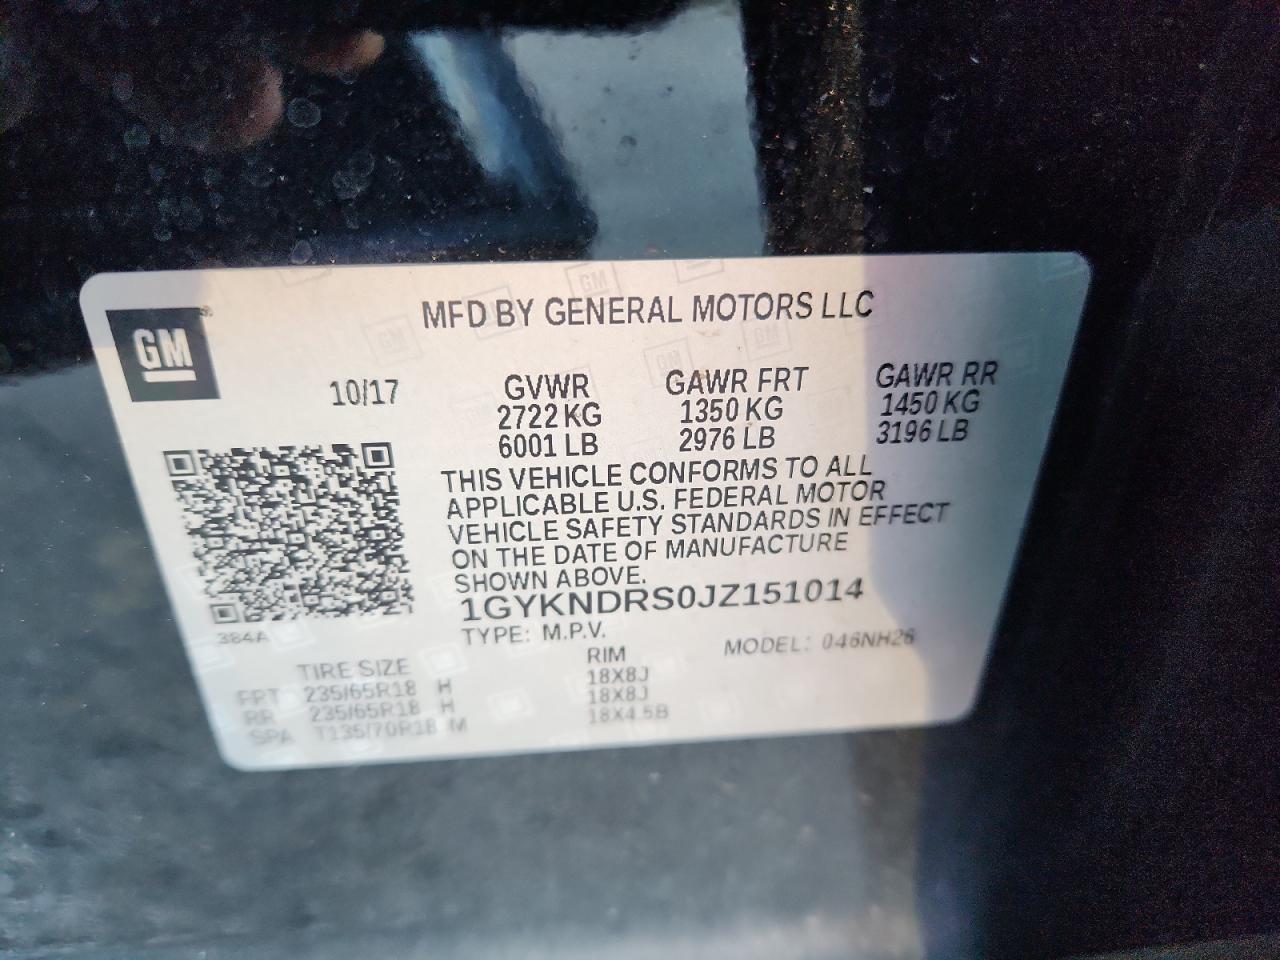 GM
MFD BY GENERAL MOTORS LLC
10/17
GVWR GAWR FRT GAWR RR
2722 KG 1350 KG 1450 KG
6001 LB 2976 LB 3196 LB
THIS VEHICLE CONFORMS TO ALL
APPLICABLE U.S. FEDERAL MOTOR
VEHICLE SAFETY STANDARDS IN EFFECT
ON THE DATE OF MANUFACTURE
SHOWN ABOVE.
1GYKNDRS0JZ151014
384A
TYPE: M.P.V. MODEL: 046NH26
TIRE SIZE RIM
FRT 235/65R18 H 18X8J
RR 235/65R18 H 18X8J
SPA T135/70R18 M 18X4.5B